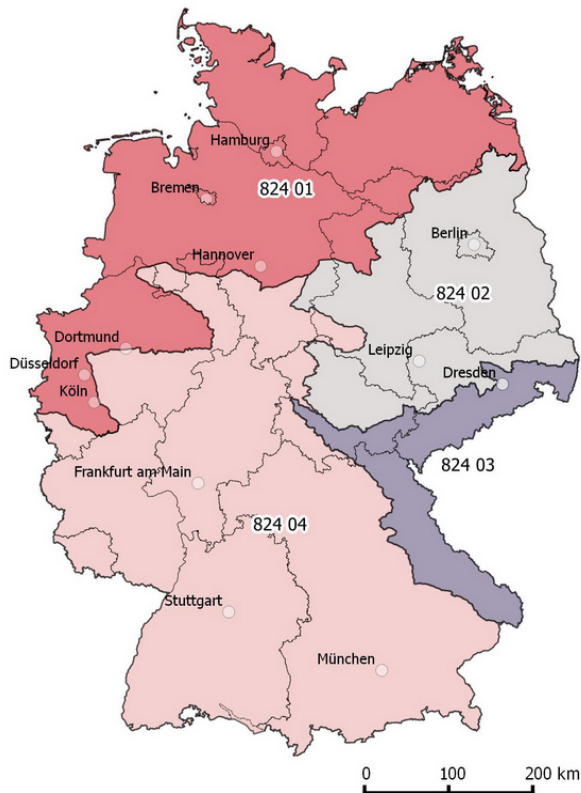 Hamburg
Bremen
824 01
Hannover
Berlin
824 02
Dortmund
Leipzig
Düsseldorf
Dresden
Köln
Frankfurt am Main
824 03
824 04
Stuttgart
München
0 100 200 km